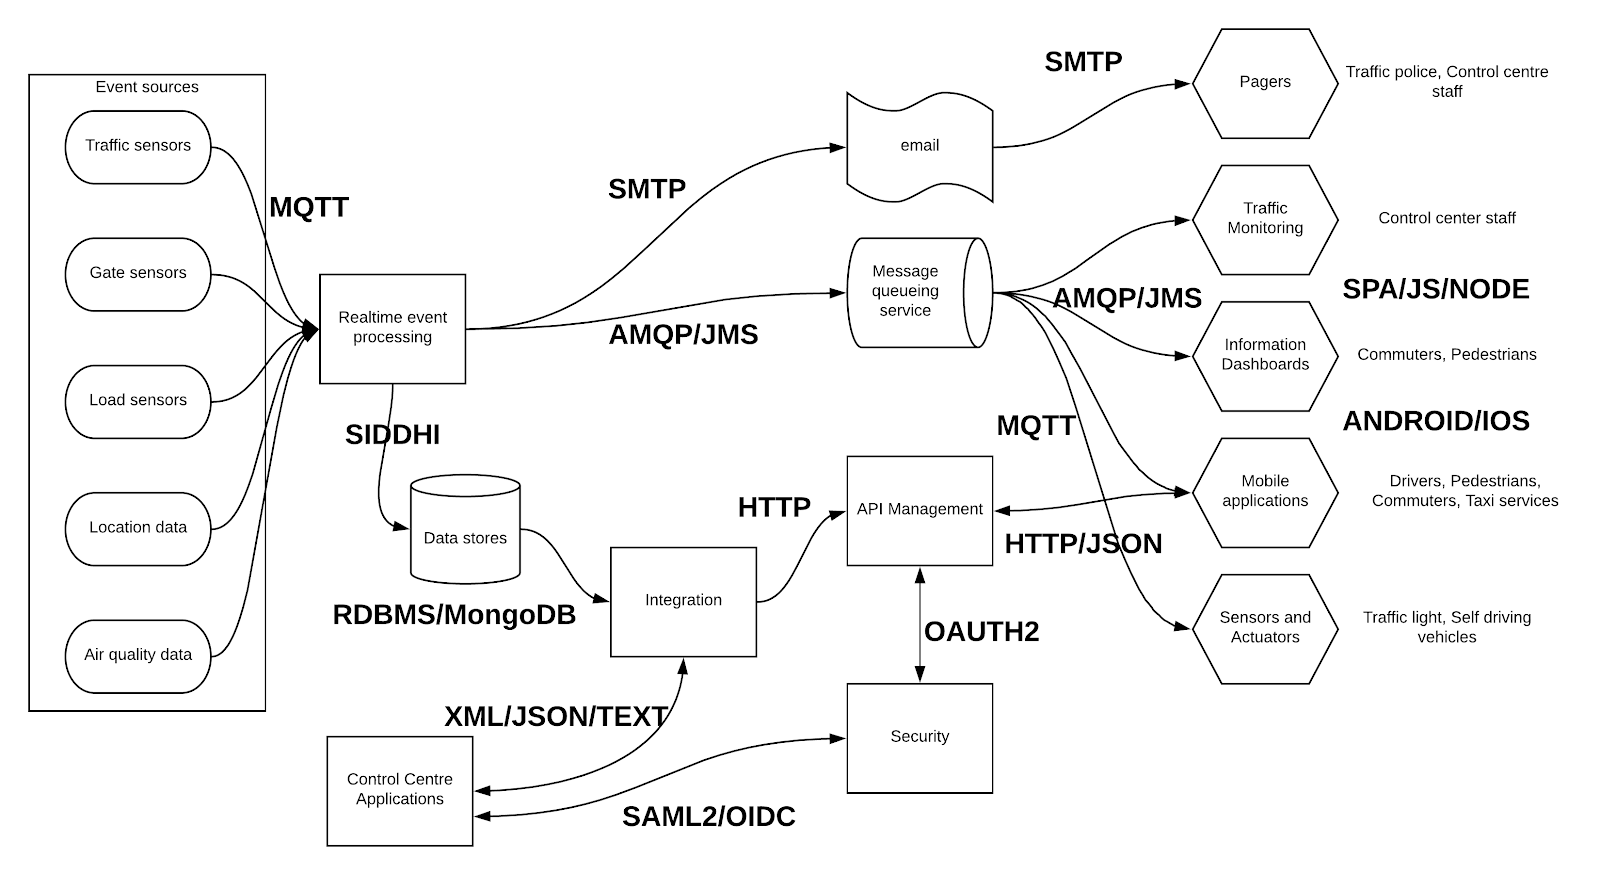 Event sources
Traffic sensors
Gate sensors
Load sensors
Location data
Air quality data
MQTT
Realtime event
processing
SIDDHI
Data stores
RDBMS/MongoDB
SMTP
AMQP/JMS
email
Message
queueing
service
SMTP
AMQP/JMS
MQTT
HTTP
Integration
API Management
HTTP/JSON
OAUTH2
Security
XML/JSON/TEXT
Control Centre
Applications
SAML2/OIDC
Pagers
Traffic police, Control centre
staff
Traffic
Monitoring
Control center staff
SPA/JS/NODE
Information
Dashboards
Commuters, Pedestrians
ANDROID/IOS
Mobile
applications
Drivers, Pedestrians,
Commuters, Taxi services
Sensors and
Actuators
Traffic light, Self driving
vehicles